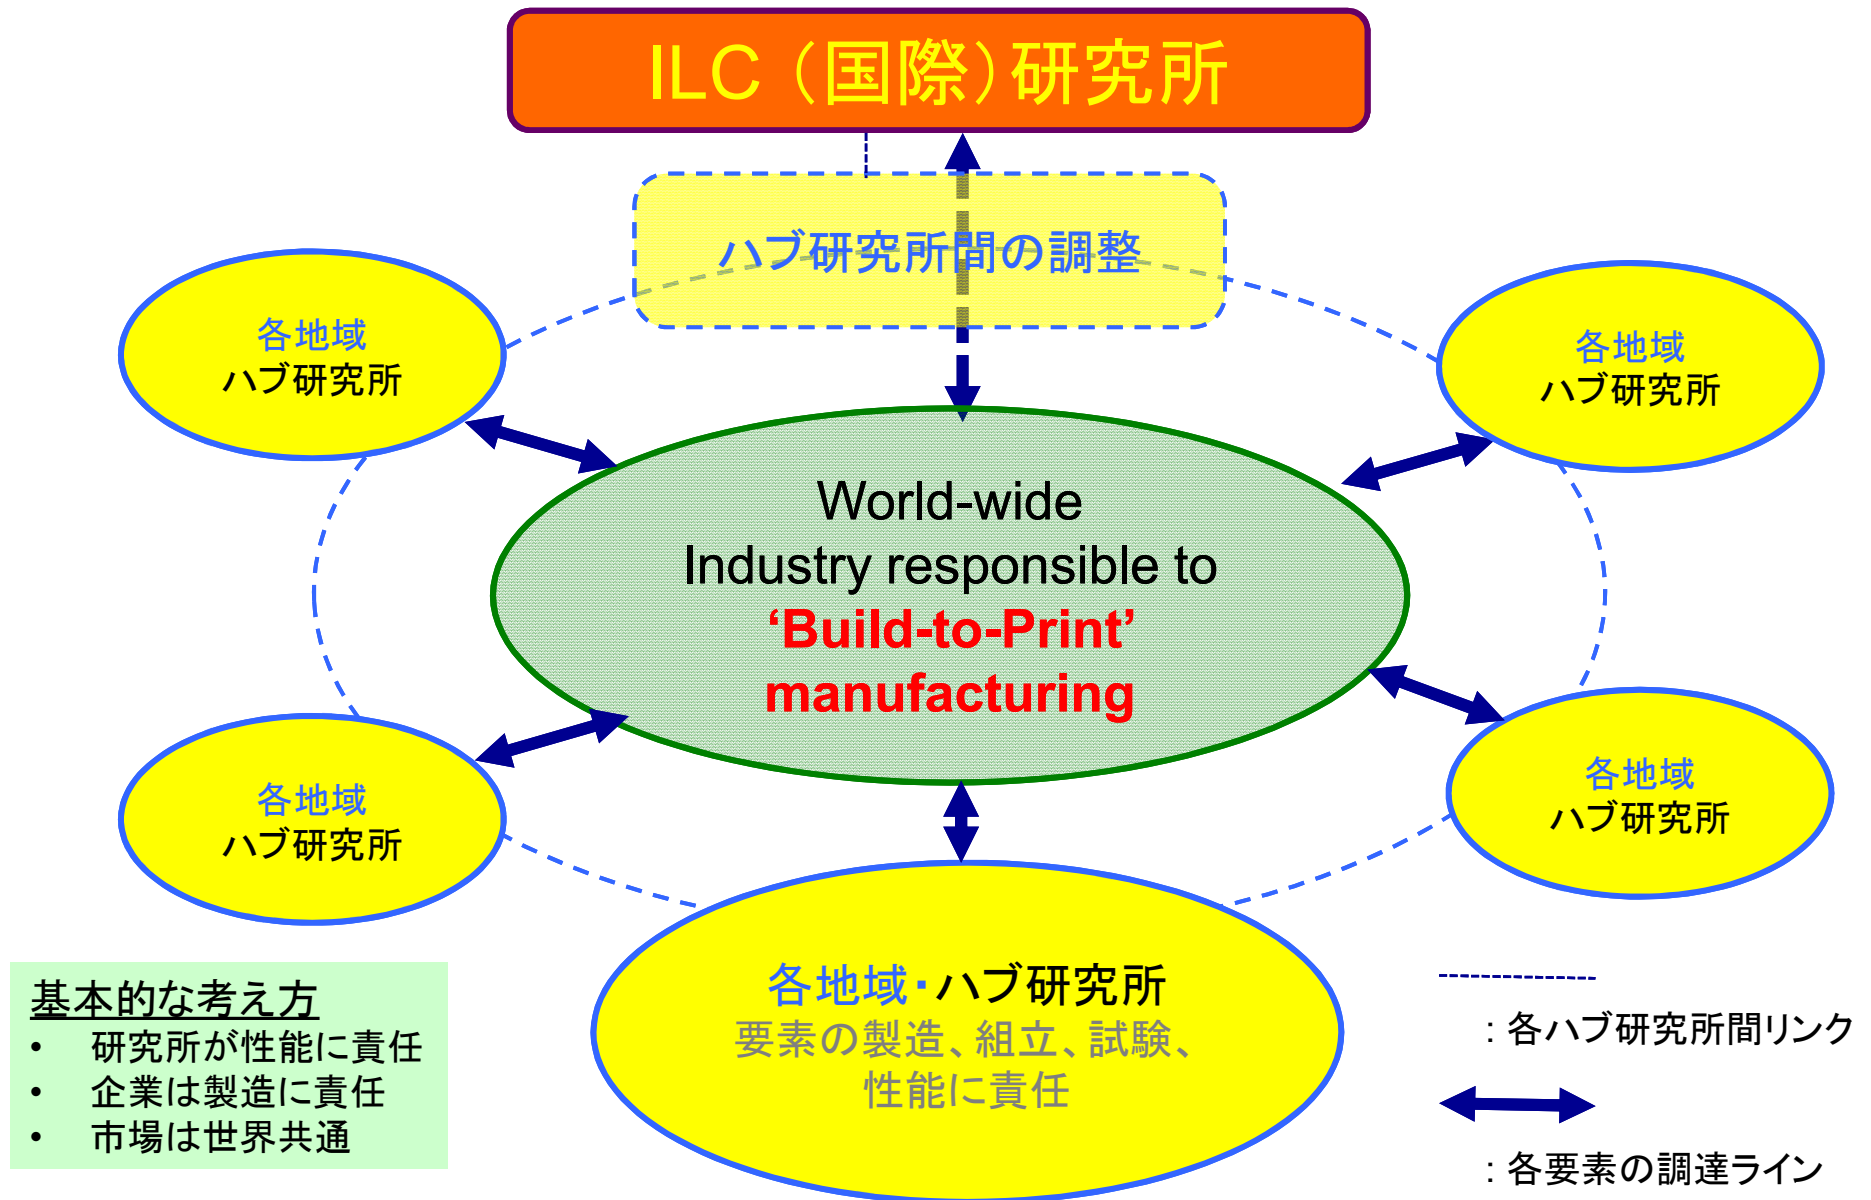 ILC（国際）研究所
ハブ研究所間の調整
各地域
ハブ研究所
各地域
ハブ研究所
World-wide
Industry responsible to
‘Build-to-Print’
manufacturing
各地域
ハブ研究所
各地域
ハブ研究所
各地域・ハブ研究所
要素の製造、組立、試験、
性能に責任
基本的な考え方
• 研究所が性能に責任
• 企業は製造に責任
• 市場は世界共通
: 各ハブ研究所間リンク
: 各要素の調達ライン